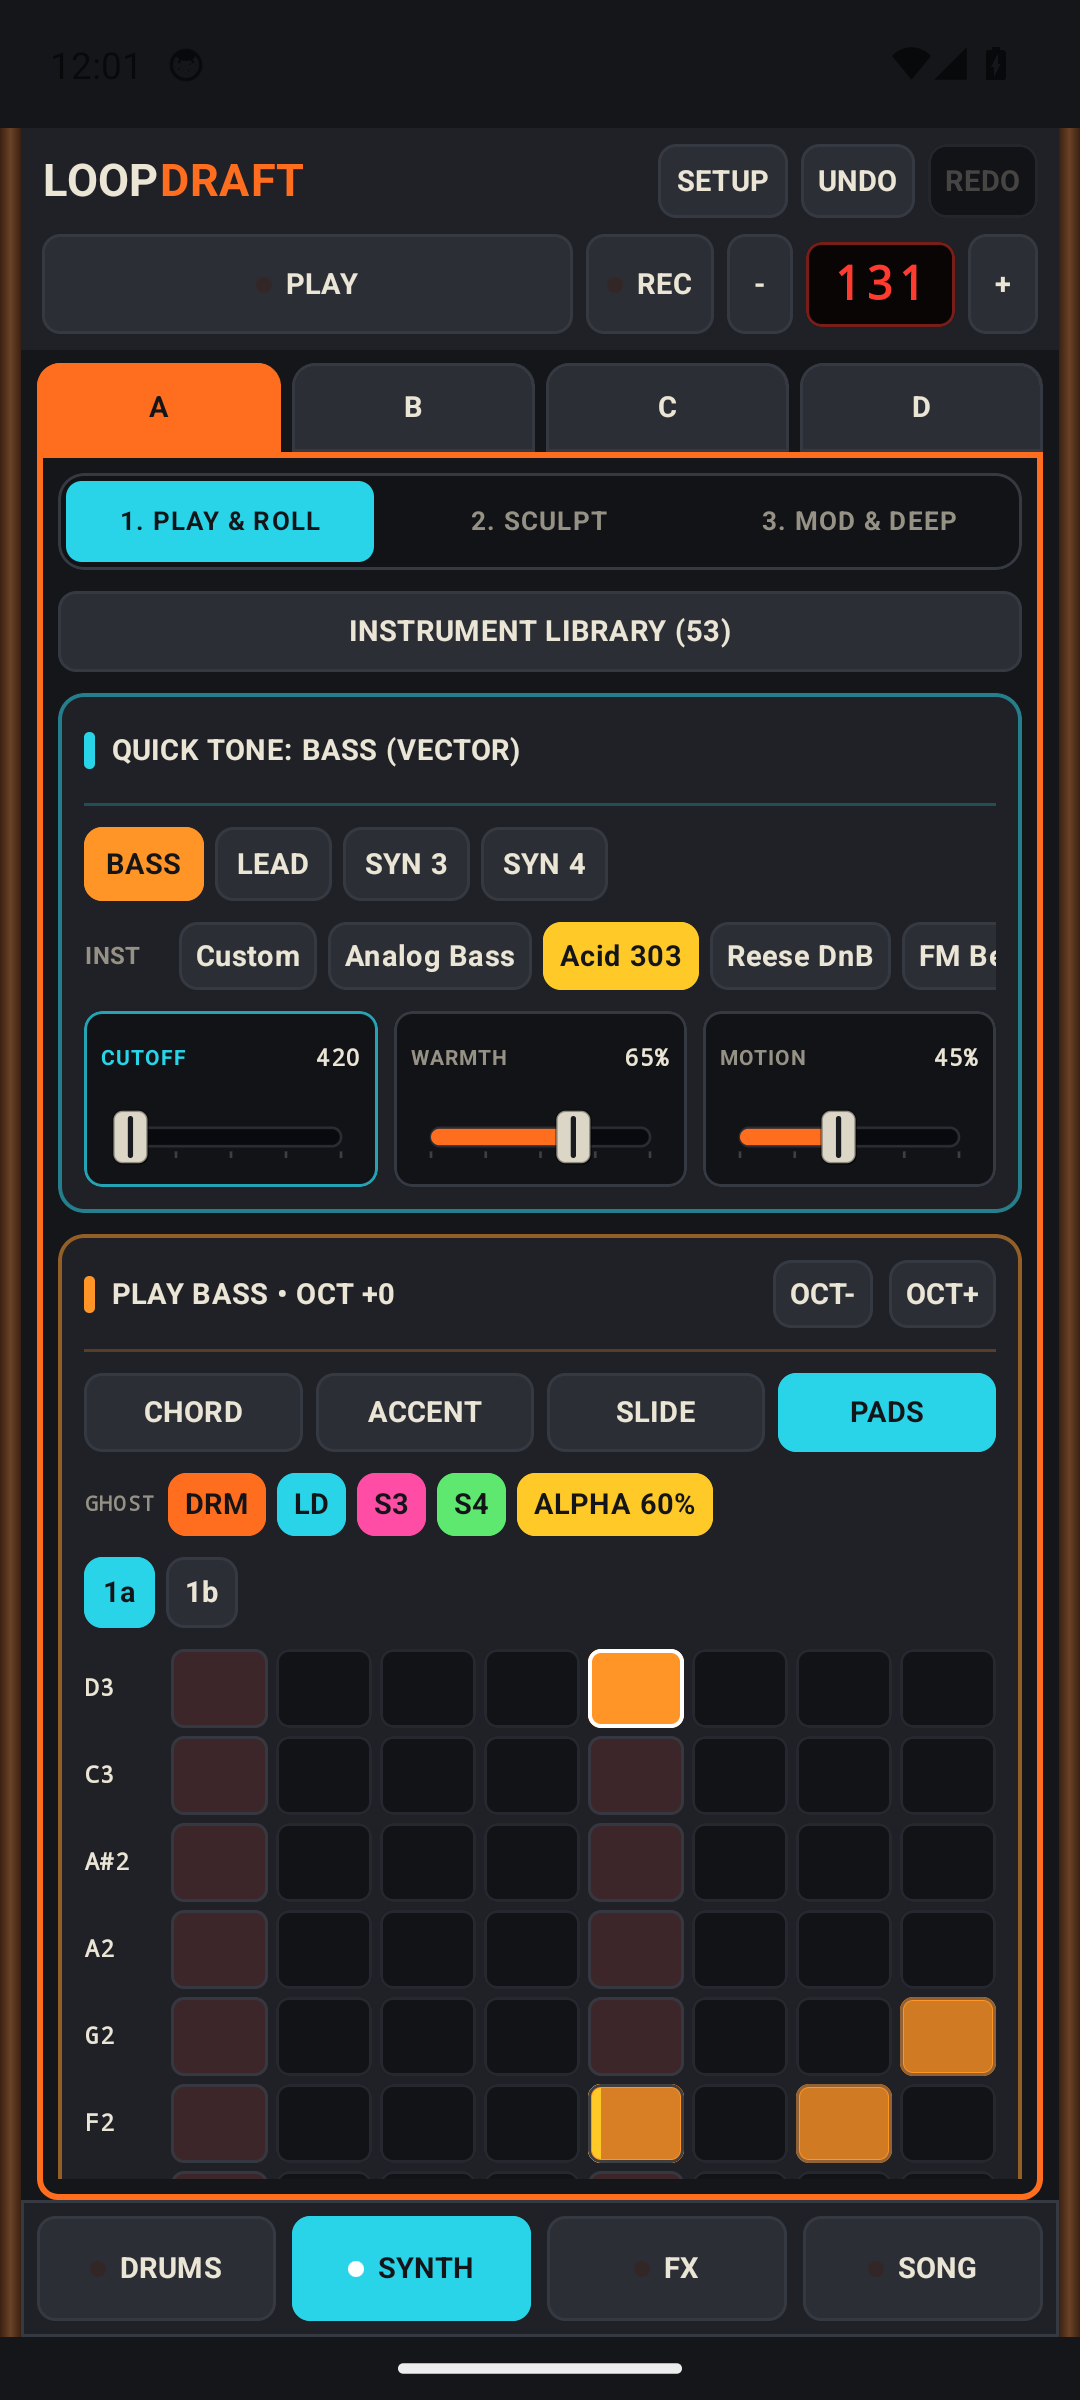 12:01
LOOPDRAFT SETUP UNDO REDO
PLAY REC - 131 +
A B C D
1. PLAY & ROLL 2. SCULPT 3. MOD & DEEP
INSTRUMENT LIBRARY (53)
QUICK TONE: BASS (VECTOR)
BASS LEAD SYN 3 SYN 4
INST Custom Analog Bass Acid 303 Reese DnB FM
CUTOFF 420 WARMTH 65% MOTION 45%
PLAY BASS • OCT +0 OCT- OCT+
CHORD ACCENT SLIDE PADS
GHOST DRM LD S3 S4 ALPHA 60%
1a 1b
D3
C3
A#2
A2
G2
F2
DRUMS SYNTH FX SONG